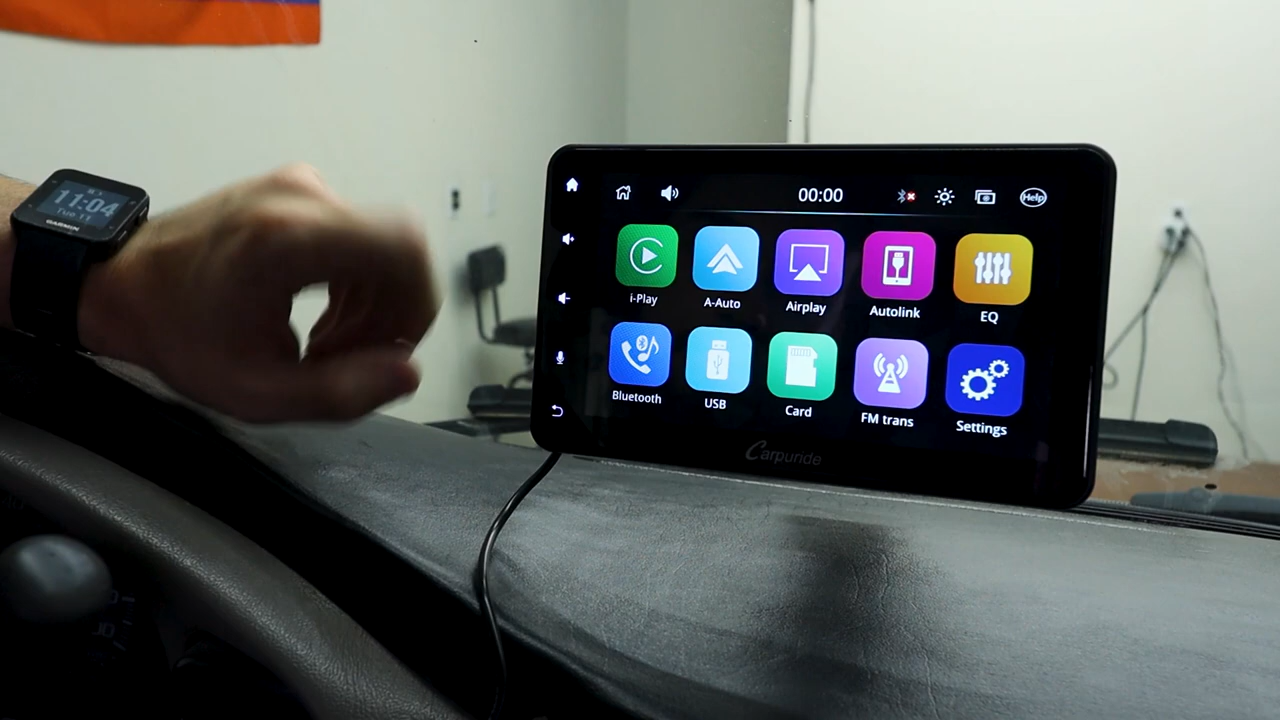 11:04
Tue 11
GARMIN
00:00
Help
i-Play
A-Auto
Airplay
Autolink
EQ
Bluetooth
USB
Card
FM trans
Settings
Carpuride